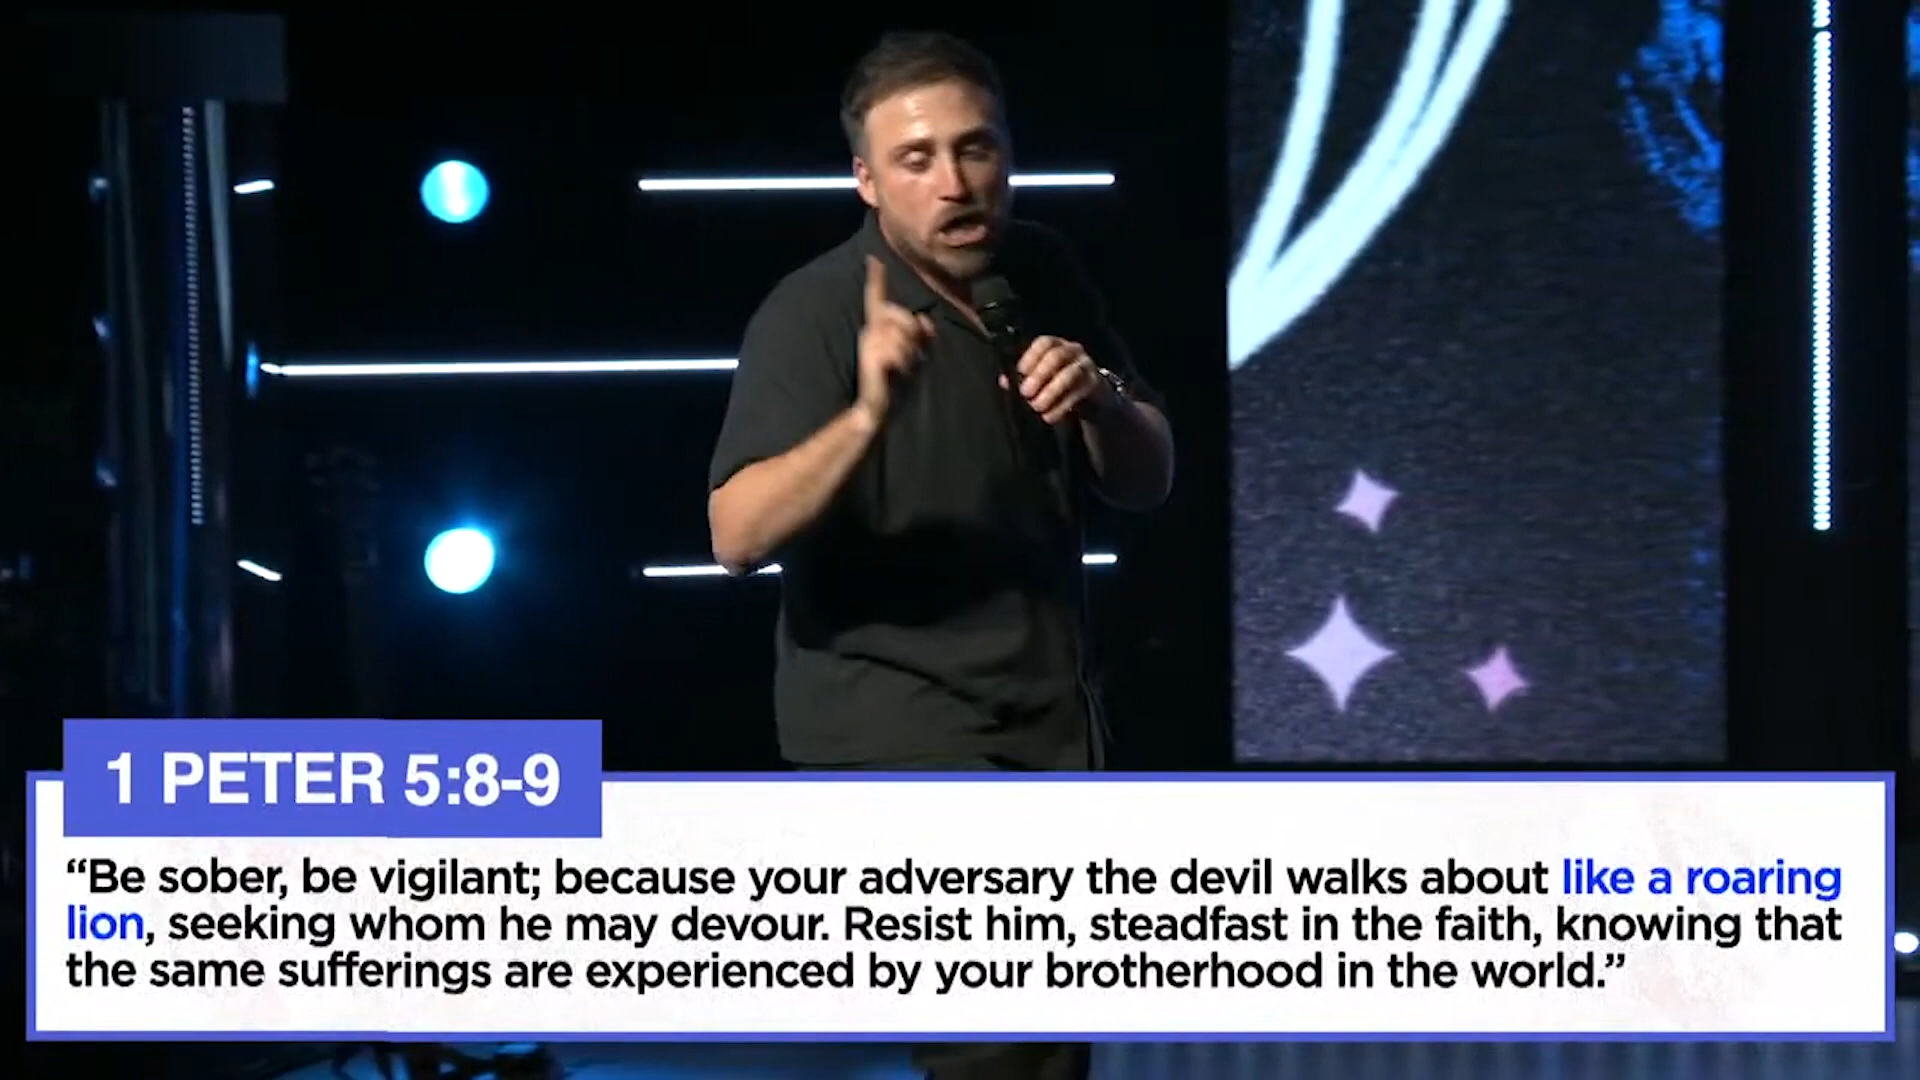 1 PETER 5:8-9
“Be sober, be vigilant; because your adversary the devil walks about like a roaring
lion, seeking whom he may devour. Resist him, steadfast in the faith, knowing that
the same sufferings are experienced by your brotherhood in the world.”